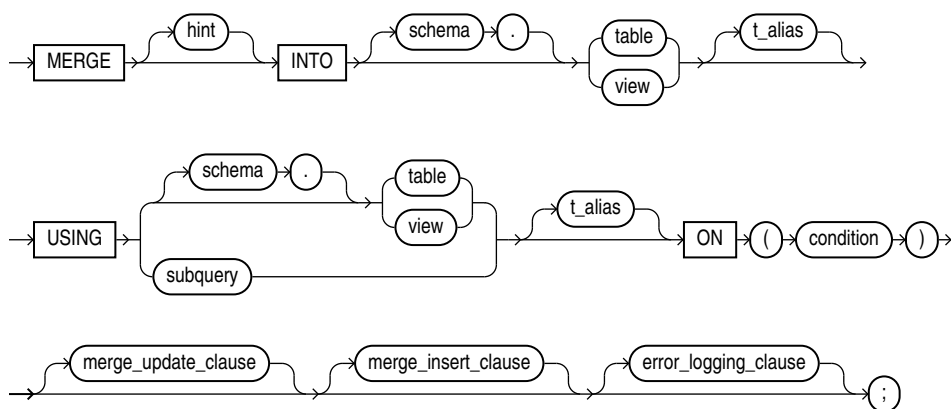 hint schema . table t_alias
MERGE INTO view
schema . table
USING view t_alias ON ( condition )
subquery
merge_update_clause merge_insert_clause error_logging_clause
;